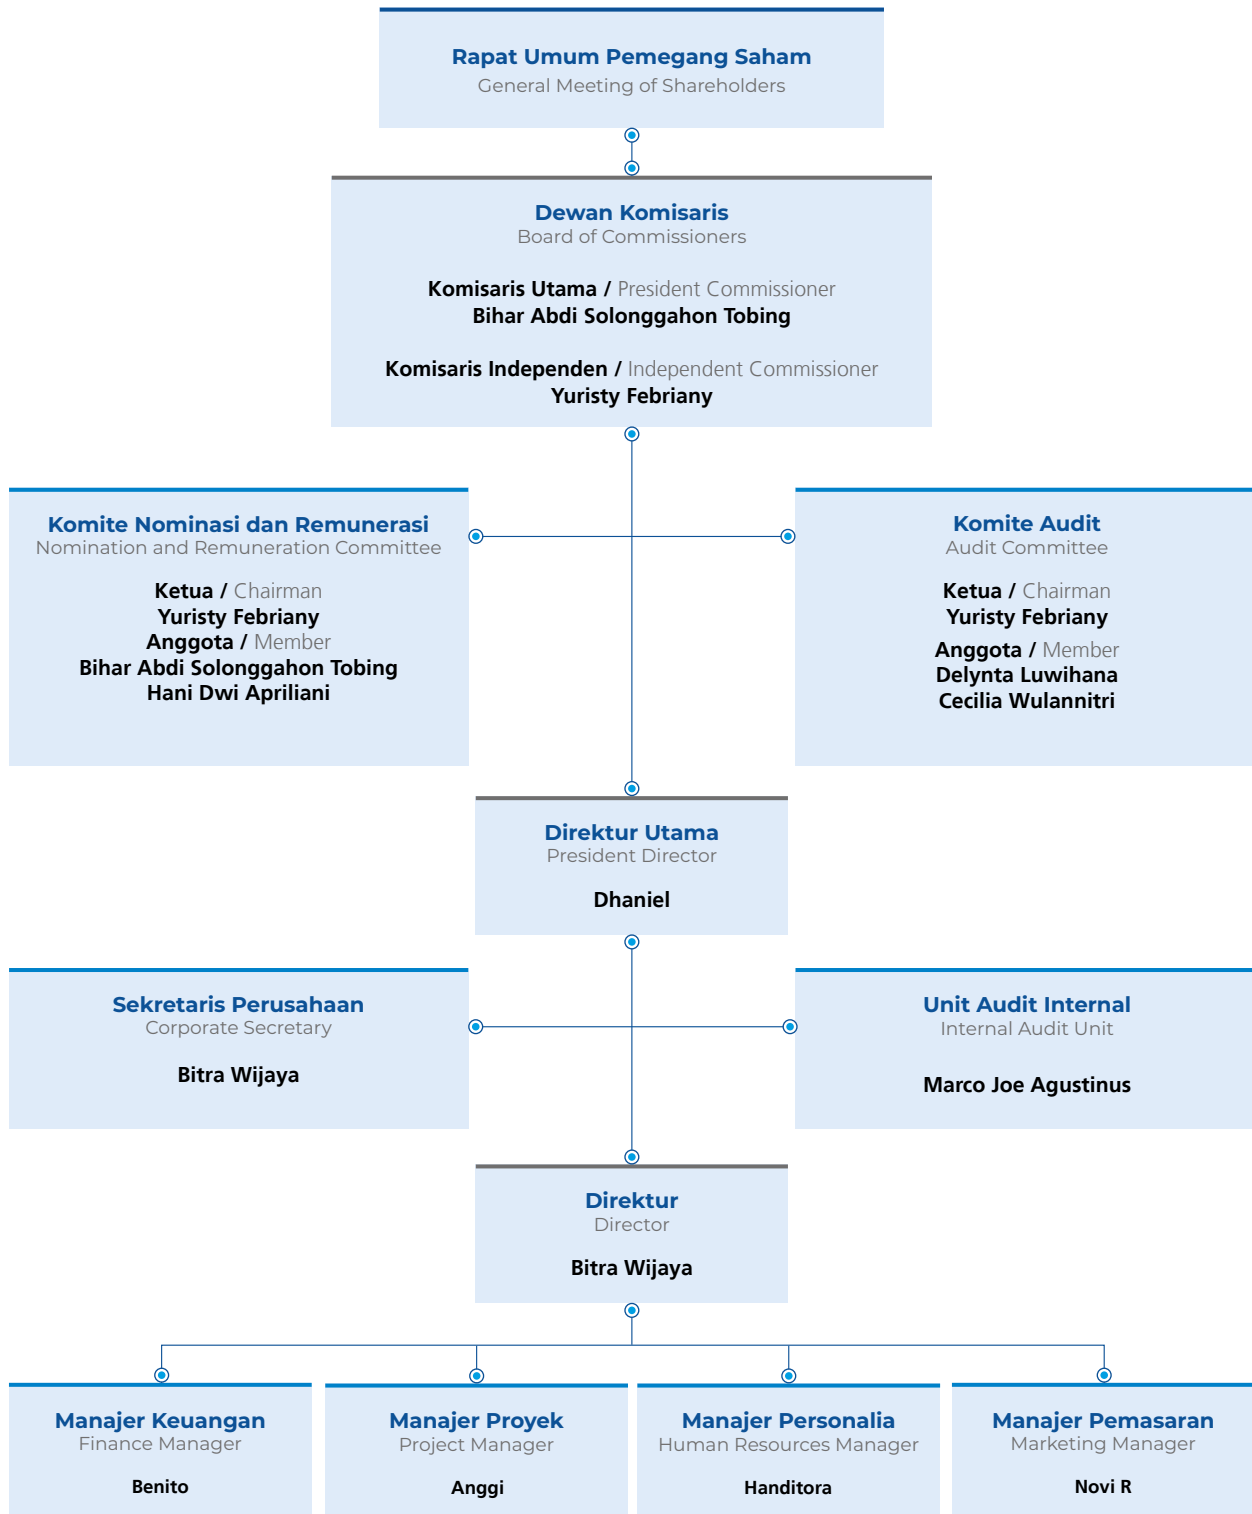 Rapat Umum Pemegang Saham
General Meeting of Shareholders
Dewan Komisaris
Board of Commissioners
Komisaris Utama / President Commissioner
Bihar Abdi Solonggahon Tobing
Komisaris Independen / Independent Commissioner
Yuristy Febriany
Komite Nominasi dan Remunerasi
Nomination and Remuneration Committee
Ketua / Chairman
Yuristy Febriany
Anggota / Member
Bihar Abdi Solonggahon Tobing
Hani Dwi Apriliani
Komite Audit
Audit Committee
Ketua / Chairman
Yuristy Febriany
Anggota / Member
Delynta Luwihana
Cecilia Wulannitri
Direktur Utama
President Director
Dhaniel
Sekretaris Perusahaan
Corporate Secretary
Bitra Wijaya
Unit Audit Internal
Internal Audit Unit
Marco Joe Agustinus
Direktur
Director
Bitra Wijaya
Manajer Keuangan
Finance Manager
Benito
Manajer Proyek
Project Manager
Anggi
Manajer Personalia
Human Resources Manager
Handitora
Manajer Pemasaran
Marketing Manager
Novi R